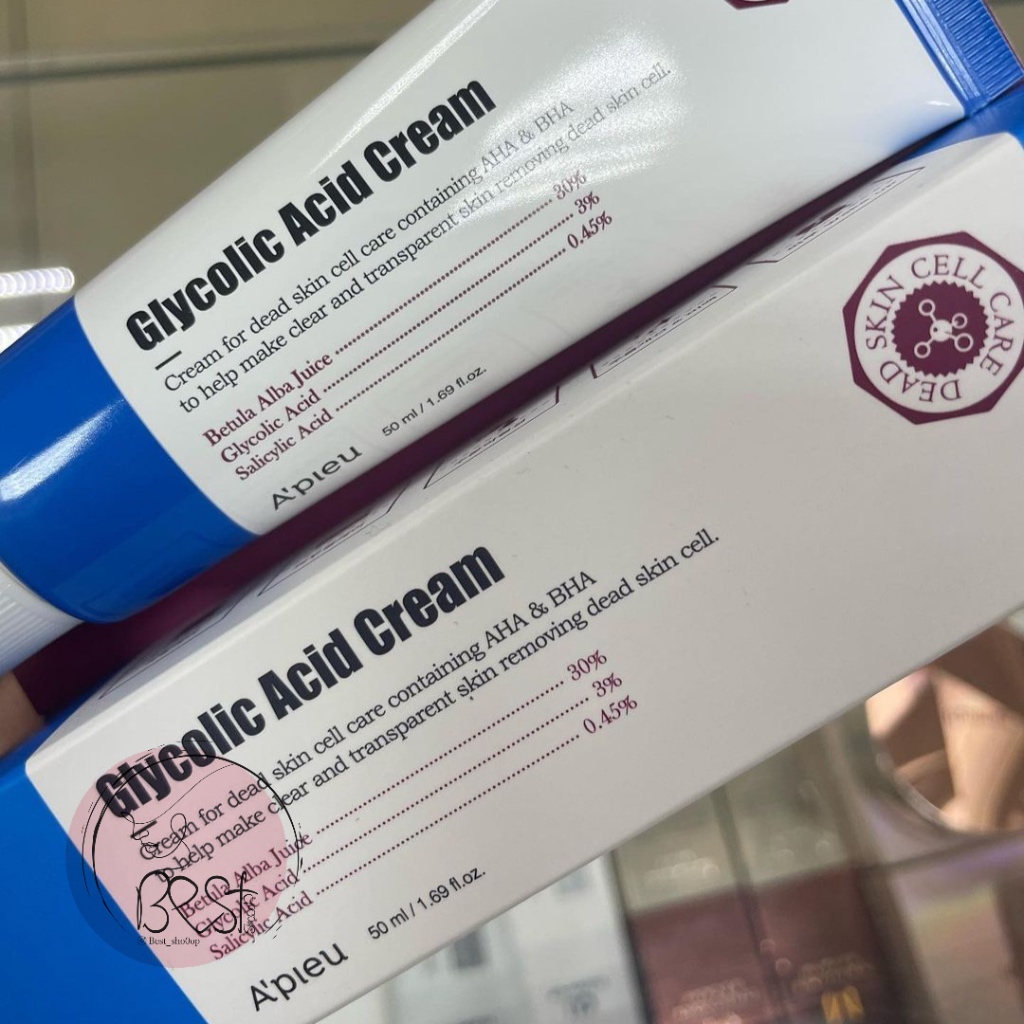 Glycolic Acid Cream
Cream for dead skin cell care containing AHA & BHA
to help make clear and transparent skin removing dead skin cell.
Betula Alba Juice 30%
Glycolic Acid 3%
Salicylic Acid 0.45%
A'PIEU 50 ml / 1.69 fl.oz.
DEAD SKIN CELL CARE
Glycolic Acid Cream
Cream for dead skin cell care containing AHA & BHA
to help make clear and transparent skin removing dead skin cell.
Betula Alba Juice 30%
Glycolic Acid 3%
Salicylic Acid 0.45%
A'PIEU 50 ml / 1.69 fl.oz.
Best
Best_sho0op